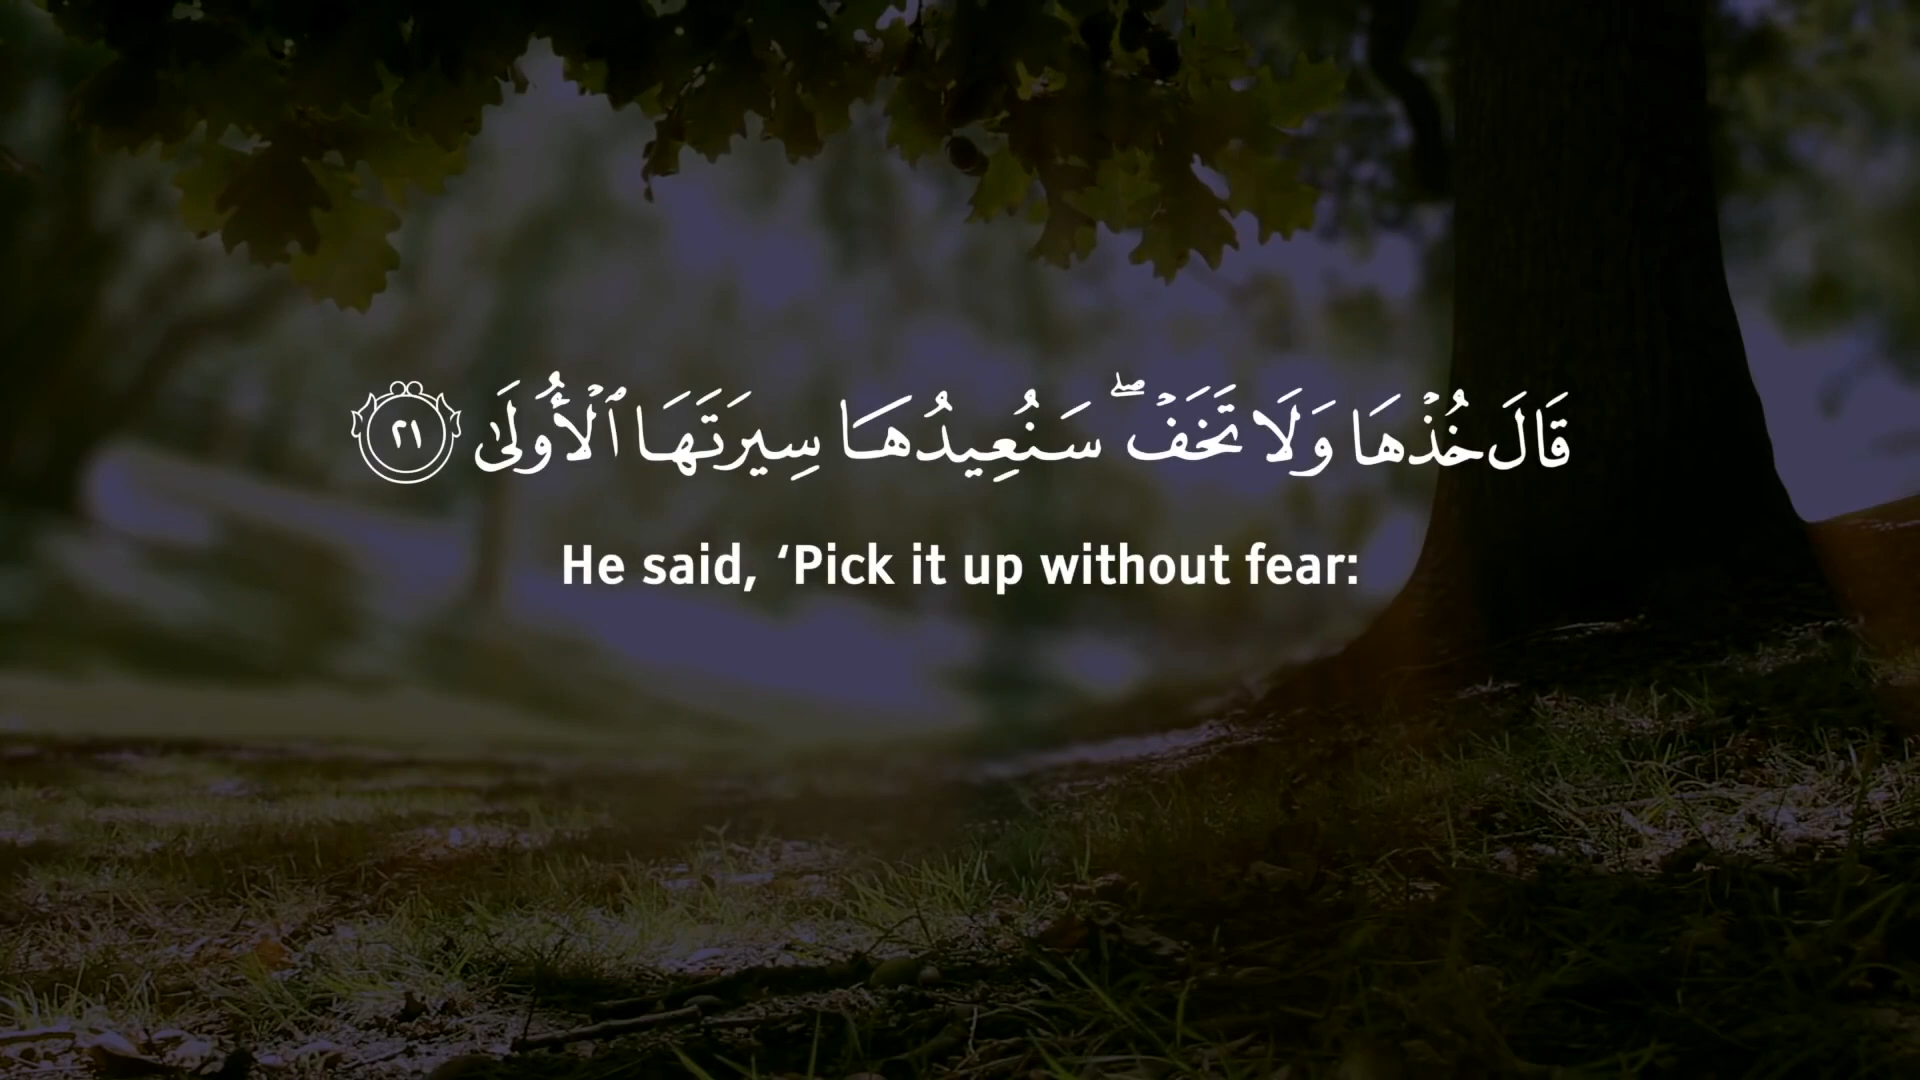 قَالَ خُذْهَا وَلَا تَخَفْ ۖ سَنُعِيدُهَا سِيرَتَهَا ٱلْأُولَىٰ ٢١
He said, ‘Pick it up without fear: